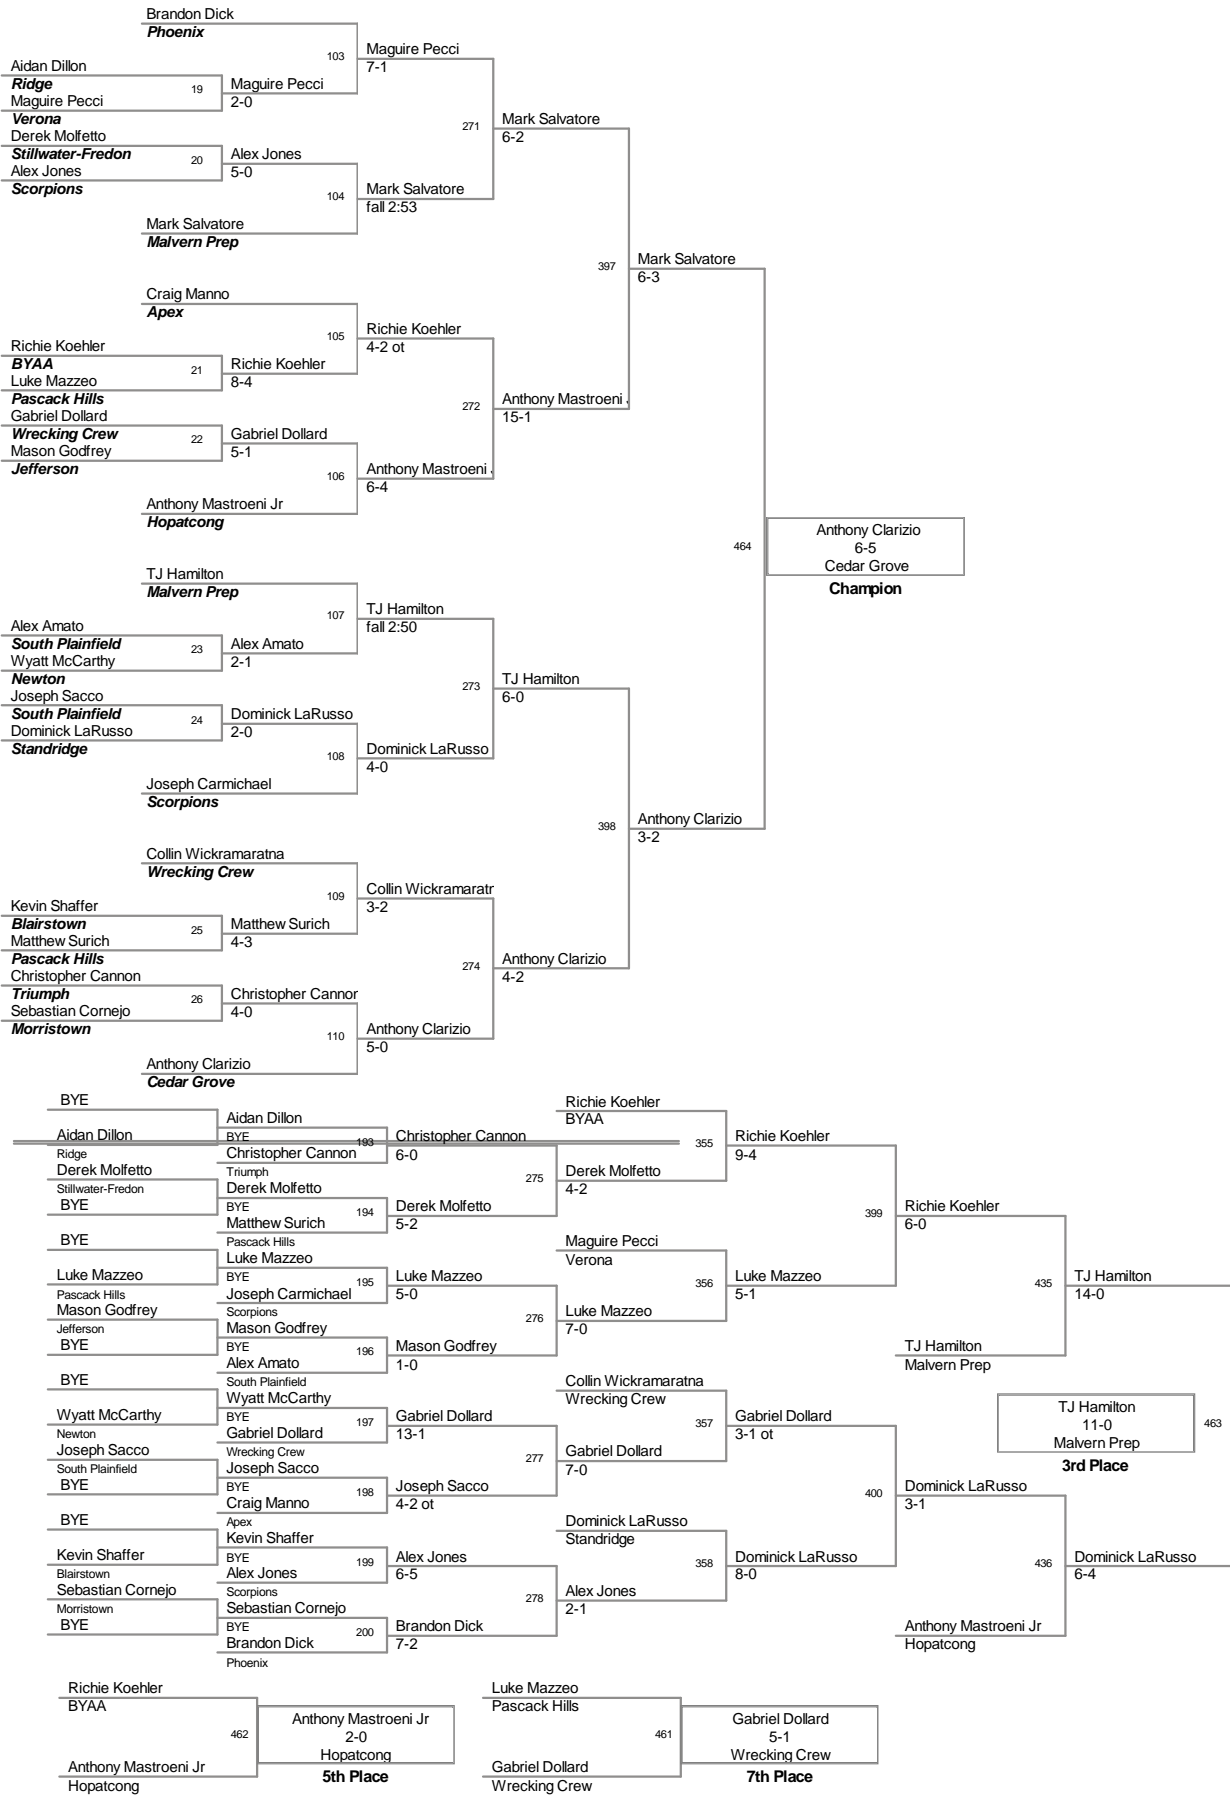 Brandon Dick
Phoenix
103
Maguire Pecci
7-1
Aidan Dillon
Ridge
19
Maguire Pecci
2-0
Maguire Pecci
Verona
271
Mark Salvatore
6-2
Derek Molfetto
Stillwater-Fredon
20
Alex Jones
5-0
Alex Jones
Scorpions
104
Mark Salvatore
fall 2:53
Mark Salvatore
Malvern Prep
397
Mark Salvatore
6-3
Craig Manno
Apex
105
Richie Koehler
4-2 ot
Richie Koehler
BYAA
21
Richie Koehler
8-4
Luke Mazzeo
Pascack Hills
272
Anthony Mastroeni
15-1
Gabriel Dollard
Wrecking Crew
22
Gabriel Dollard
5-1
Mason Godfrey
Jefferson
106
Anthony Mastroeni
6-4
Anthony Mastroeni Jr
Hopatcong
464
Anthony Clarizio
6-5
Cedar Grove
Champion
TJ Hamilton
Malvern Prep
107
TJ Hamilton
fall 2:50
Alex Amato
South Plainfield
23
Alex Amato
2-1
Wyatt McCarthy
Newton
273
TJ Hamilton
6-0
Joseph Sacco
South Plainfield
24
Dominick LaRusso
2-0
Dominick LaRusso
Standridge
108
Dominick LaRusso
4-0
Joseph Carmichael
Scorpions
398
Anthony Clarizio
3-2
Collin Wickramaratna
Wrecking Crew
109
Collin Wickramaratr
3-2
Kevin Shaffer
Blairstown
25
Matthew Surich
4-3
Matthew Surich
Pascack Hills
274
Anthony Clarizio
4-2
Christopher Cannon
Triumph
26
Christopher Cannor
4-0
Sebastian Cornejo
Morristown
110
Anthony Clarizio
5-0
Anthony Clarizio
Cedar Grove
BYE
Aidan Dillon
BYE
Aidan Dillon
Ridge
193
Christopher Cannon
6-0
Christopher Cannon
Triumph
Richie Koehler
BYAA
355
Richie Koehler
9-4
275
Derek Molfetto
4-2
Derek Molfetto
Stillwater-Fredon
BYE
Derek Molfetto
BYE
194
Derek Molfetto
5-2
Matthew Surich
Pascack Hills
399
Richie Koehler
6-0
BYE
Luke Mazzeo
BYE
Luke Mazzeo
Pascack Hills
195
Luke Mazzeo
5-0
Joseph Carmichael
Scorpions
Maguire Pecci
Verona
356
Luke Mazzeo
5-1
435
TJ Hamilton
14-0
276
Luke Mazzeo
7-0
Mason Godfrey
Jefferson
BYE
Mason Godfrey
BYE
196
Mason Godfrey
1-0
Alex Amato
South Plainfield
TJ Hamilton
Malvern Prep
BYE
Wyatt McCarthy
BYE
Wyatt McCarthy
Newton
197
Gabriel Dollard
13-1
Gabriel Dollard
Wrecking Crew
Collin Wickramaratna
Wrecking Crew
357
Gabriel Dollard
3-1 ot
TJ Hamilton
11-0
Malvern Prep
3rd Place
463
277
Gabriel Dollard
7-0
Joseph Sacco
South Plainfield
BYE
Joseph Sacco
BYE
198
Joseph Sacco
4-2 ot
Craig Manno
Apex
400
Dominick LaRusso
3-1
BYE
Kevin Shaffer
BYE
Kevin Shaffer
Blairstown
199
Alex Jones
6-5
Alex Jones
Scorpions
Dominick LaRusso
Standridge
358
Dominick LaRusso
8-0
436
Dominick LaRusso
6-4
278
Alex Jones
2-1
Sebastian Cornejo
Morristown
BYE
Sebastian Cornejo
BYE
200
Brandon Dick
7-2
Brandon Dick
Phoenix
Anthony Mastroeni Jr
Hopatcong
Richie Koehler
BYAA
462
Anthony Mastroeni Jr
2-0
Hopatcong
5th Place
Anthony Mastroeni Jr
Hopatcong
Luke Mazzeo
Pascack Hills
461
Gabriel Dollard
5-1
Wrecking Crew
7th Place
Gabriel Dollard
Wrecking Crew